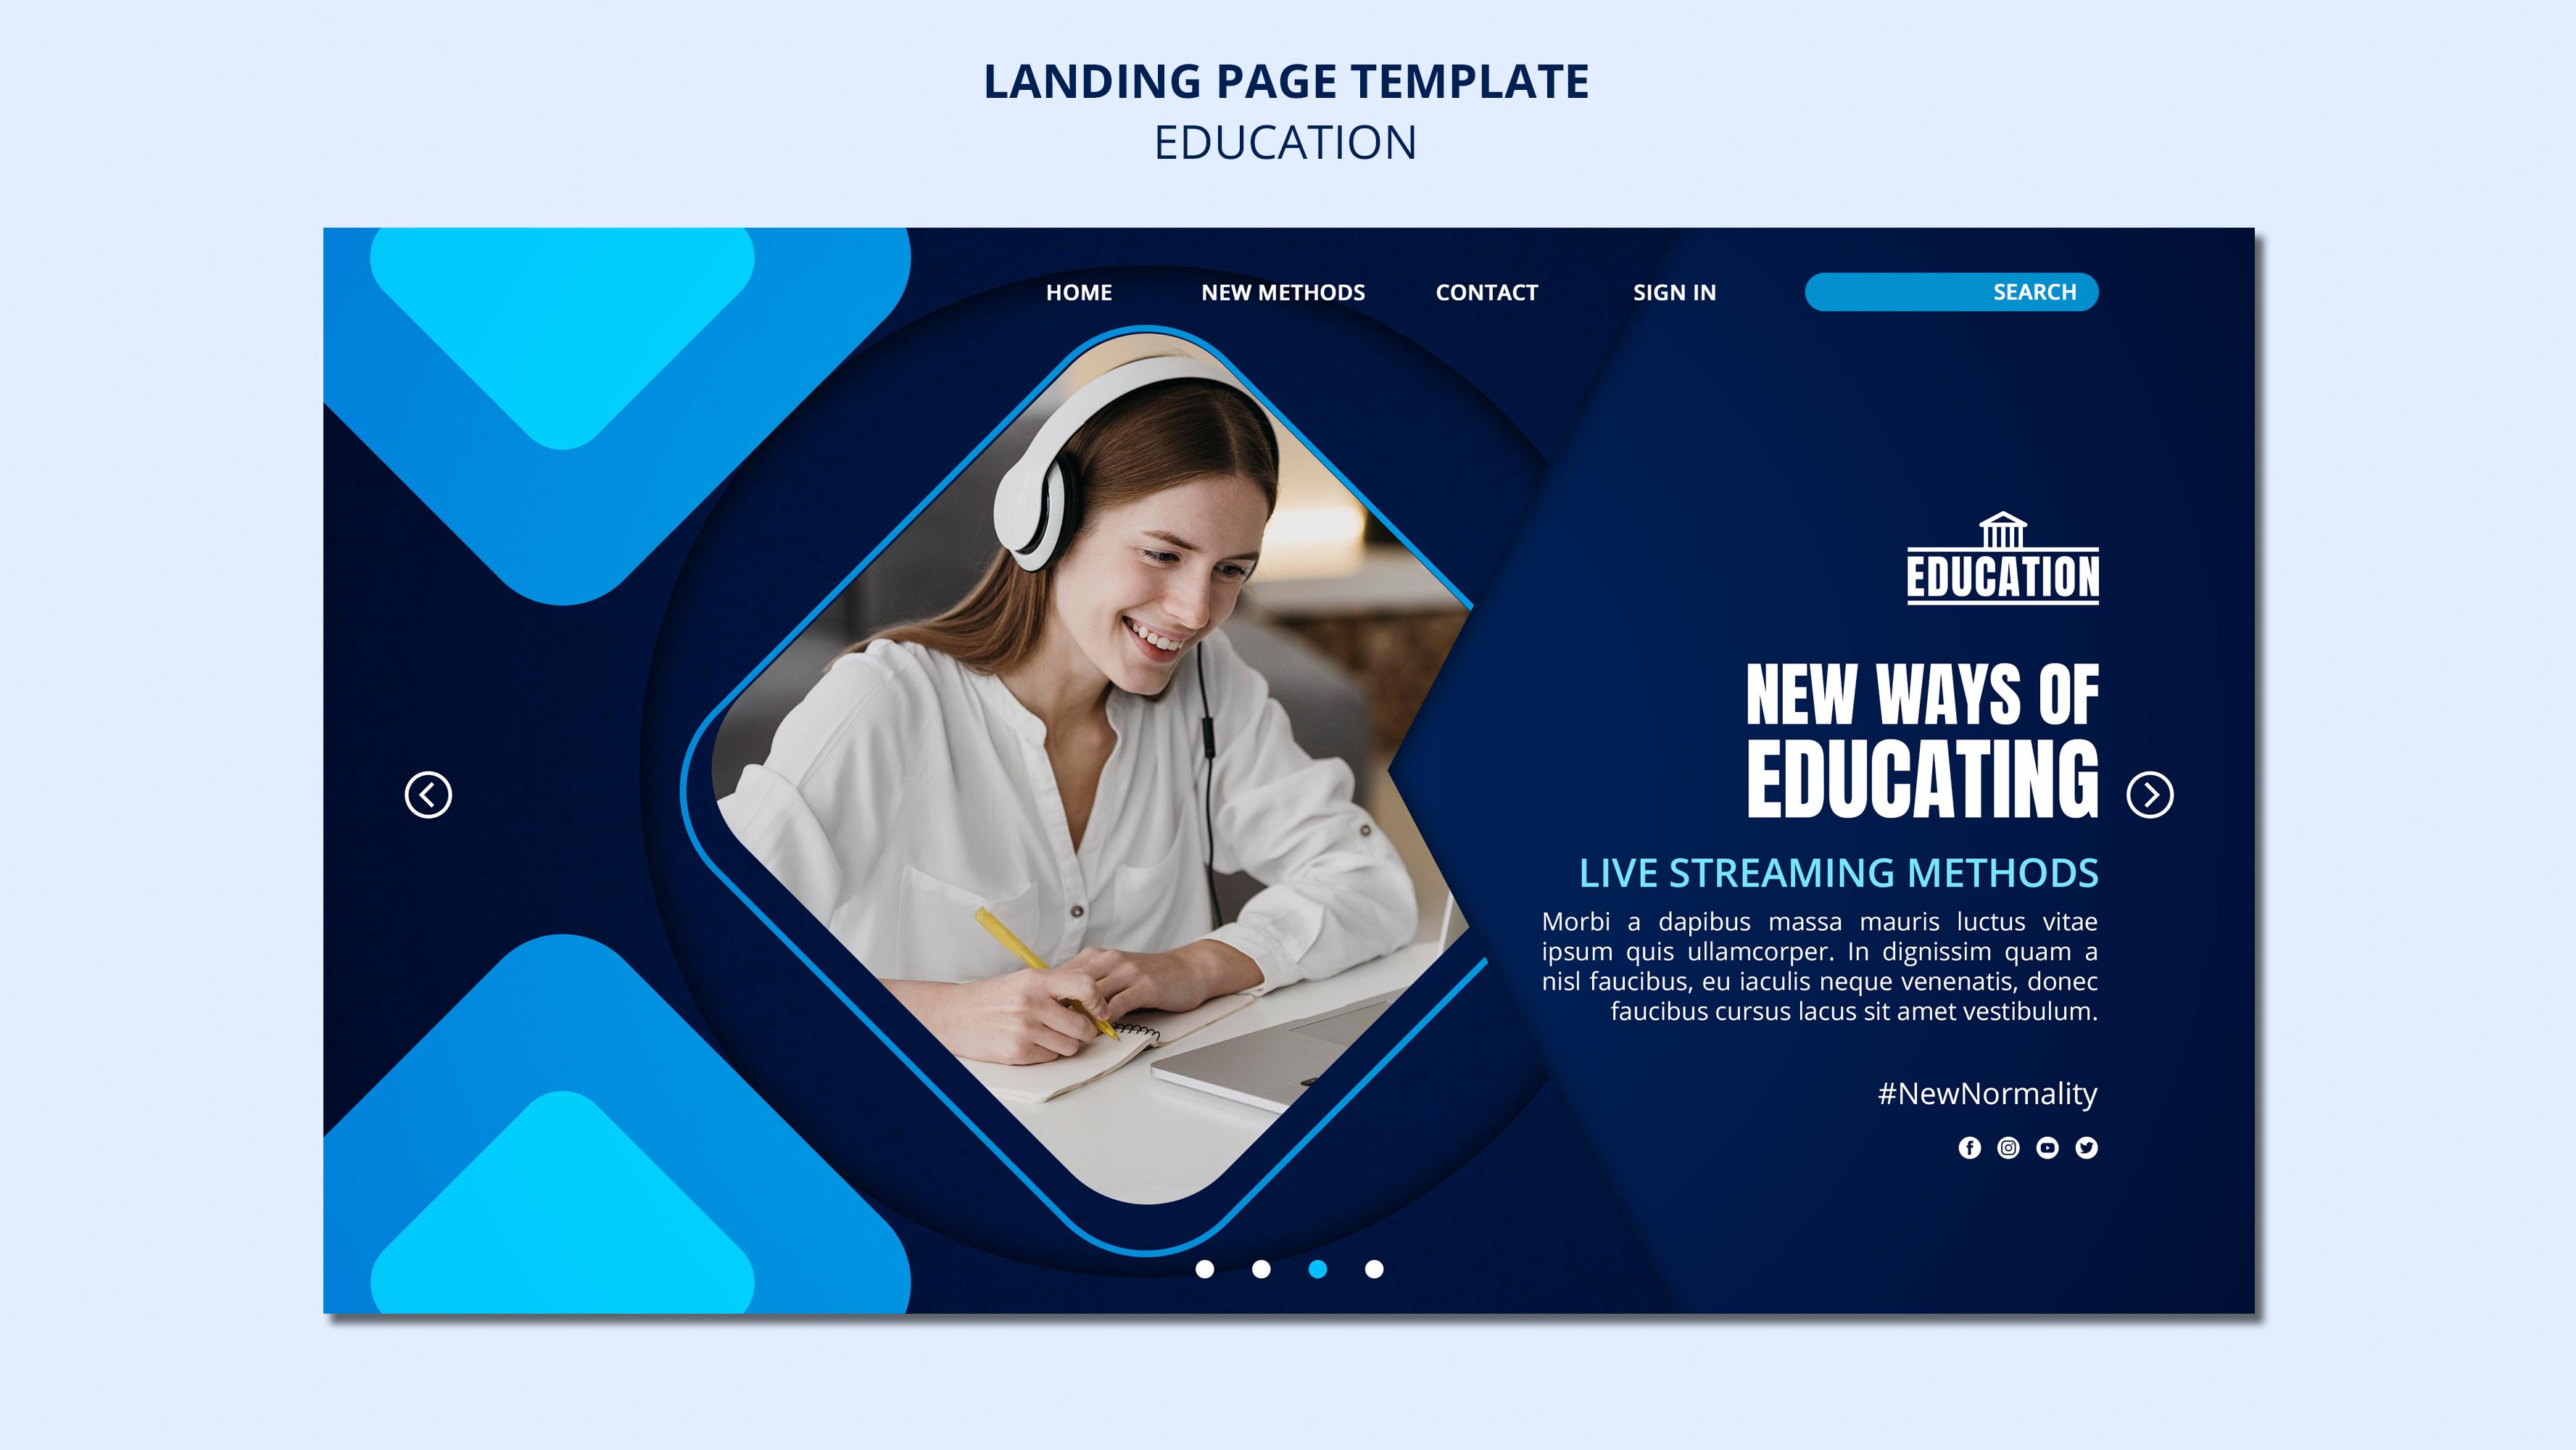 LANDING PAGE TEMPLATE
EDUCATION
HOME NEW METHODS CONTACT SIGN IN SEARCH
EDUCATION
NEW WAYS OF
EDUCATING
LIVE STREAMING METHODS
Morbi a dapibus massa mauris luctus vitae
ipsum quis ullamcorper. In dignissim quam a
nisl faucibus, eu iaculis neque venenatis, donec
faucibus cursus lacus sit amet vestibulum.
#NewNormality